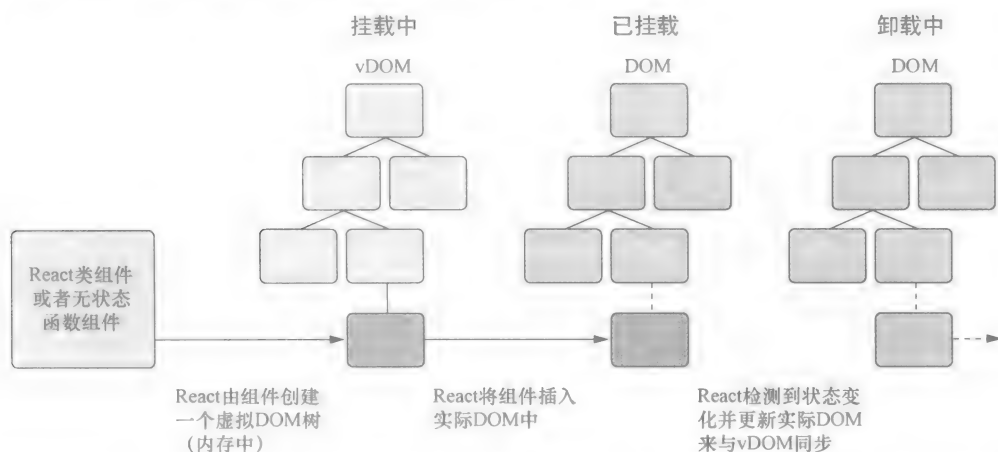 挂载中
已挂载
卸载中
vDOM
DOM
DOM
React类组件
或者无状态
函数组件
React由组件创建
一个虚拟DOM树
（内存中）
React将组件插入
实际DOM中
React检测到状态变
化并更新实际DOM
来与vDOM同步